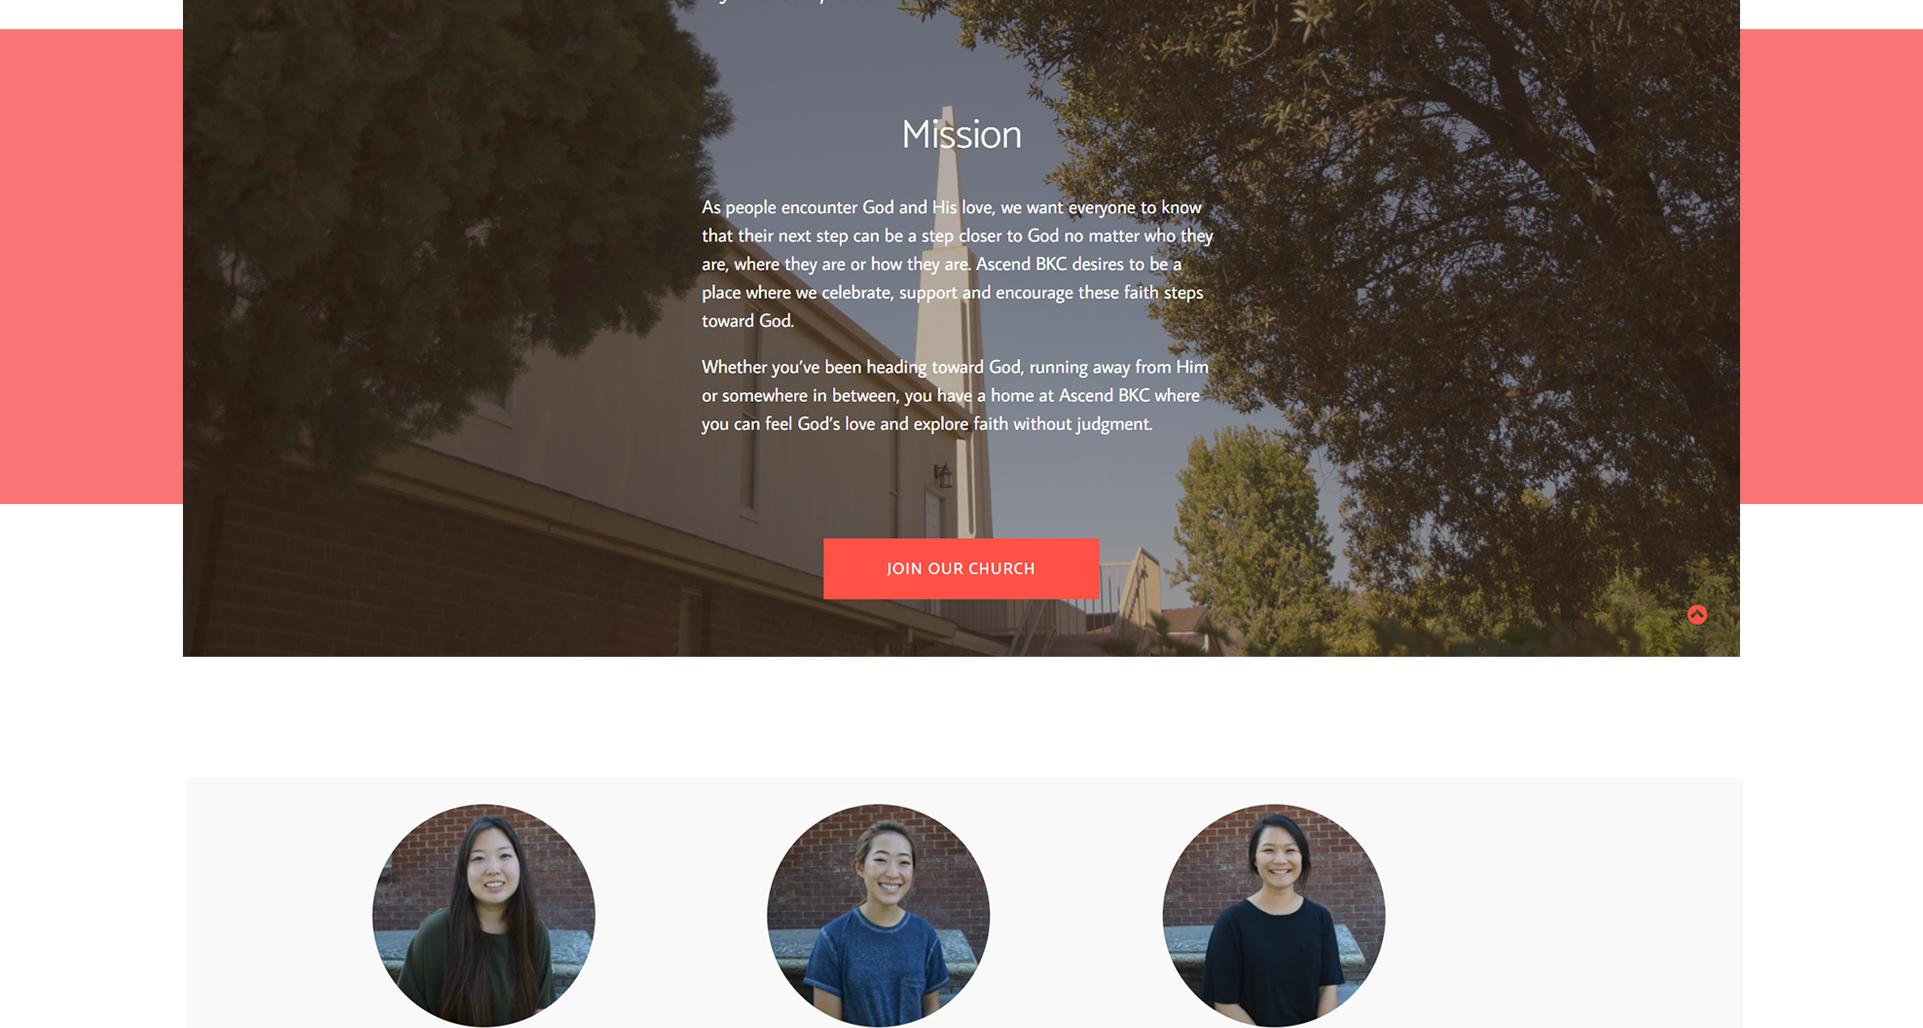 Mission
As people encounter God and His love, we want everyone to know
that their next step can be a step closer to God no matter who they
are, where they are or how they are. Ascend BKC desires to be a
place where we celebrate, support and encourage these faith steps
toward God.
Whether you’ve been heading toward God, running away from Him
or somewhere in between, you have a home at Ascend BKC where
you can feel God’s love and explore faith without judgment.
JOIN OUR CHURCH